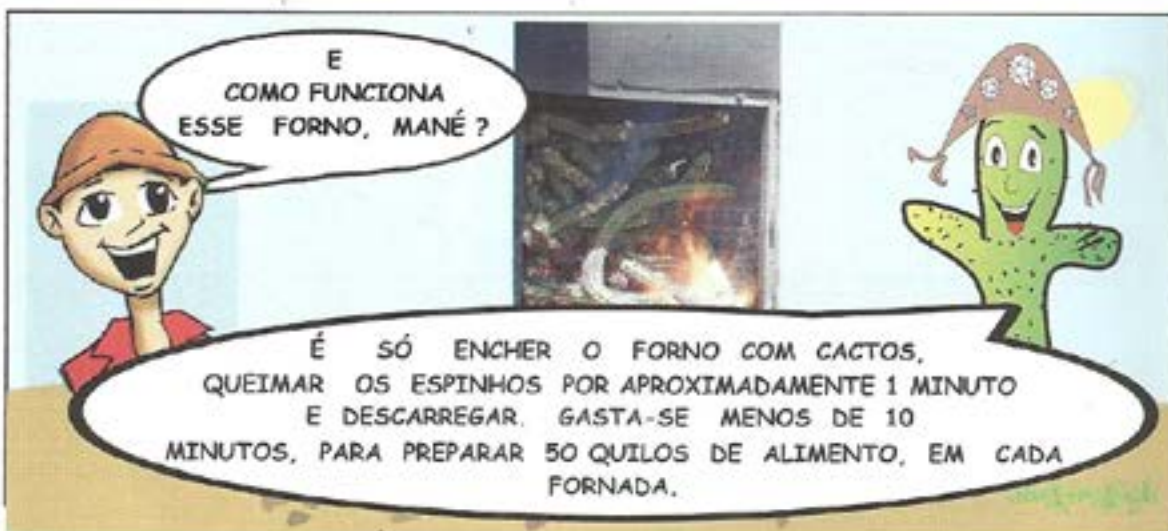 E
COMO FUNCIONA
ESSE FORNO, MANÉ?
É SÓ ENCHER O FORNO COM CACTOS,
QUEIMAR OS ESPINHOS POR APROXIMADAMENTE 1 MINUTO
E DESCARREGAR. GASTA-SE MENOS DE 10
MINUTOS, PARA PREPARAR 50 QUILOS DE ALIMENTO, EM CADA
FORNADA.